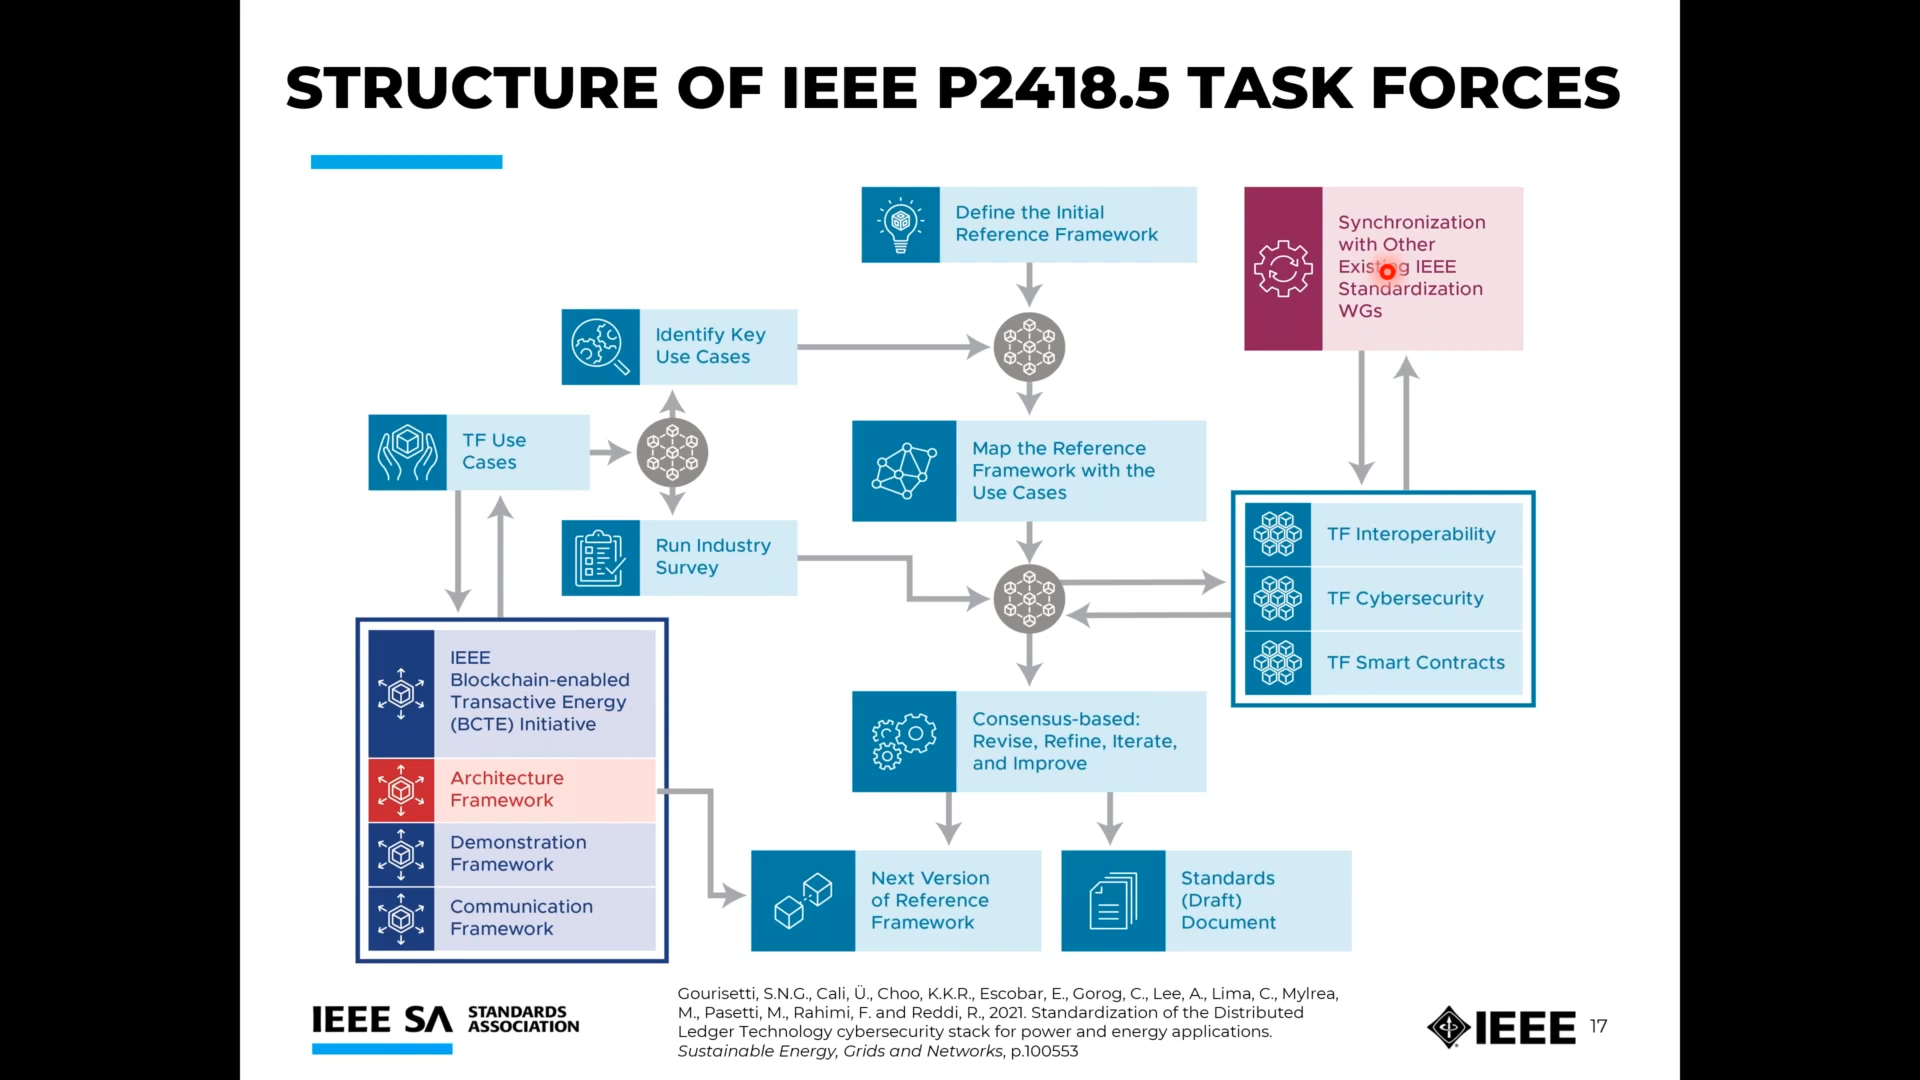 STRUCTURE OF IEEE P2418.5 TASK FORCES
Define the Initial
Reference Framework
Synchronization
with Other
Existing IEEE
Standardization
WGs
Identify Key
Use Cases
TF Use
Cases
Map the Reference
Framework with the
Use Cases
Run Industry
Survey
TF Interoperability
TF Cybersecurity
TF Smart Contracts
IEEE
Blockchain-enabled
Transactive Energy
(BCTE) Initiative
Architecture
Framework
Demonstration
Framework
Communication
Framework
Consensus-based:
Revise, Refine, Iterate,
and Improve
Next Version
of Reference
Framework
Standards
(Draft)
Document
IEEE SA STANDARDS
ASSOCIATION
Gourisetti, S.N.G., Cali, Ü., Choo, K.K.R., Escobar, E., Gorog, C., Lee, A., Lima, C., Mylrea,
M., Pasetti, M., Rahimi, F. and Reddi, R., 2021. Standardization of the Distributed
Ledger Technology cybersecurity stack for power and energy applications.
Sustainable Energy, Grids and Networks, p.100553
IEEE
17